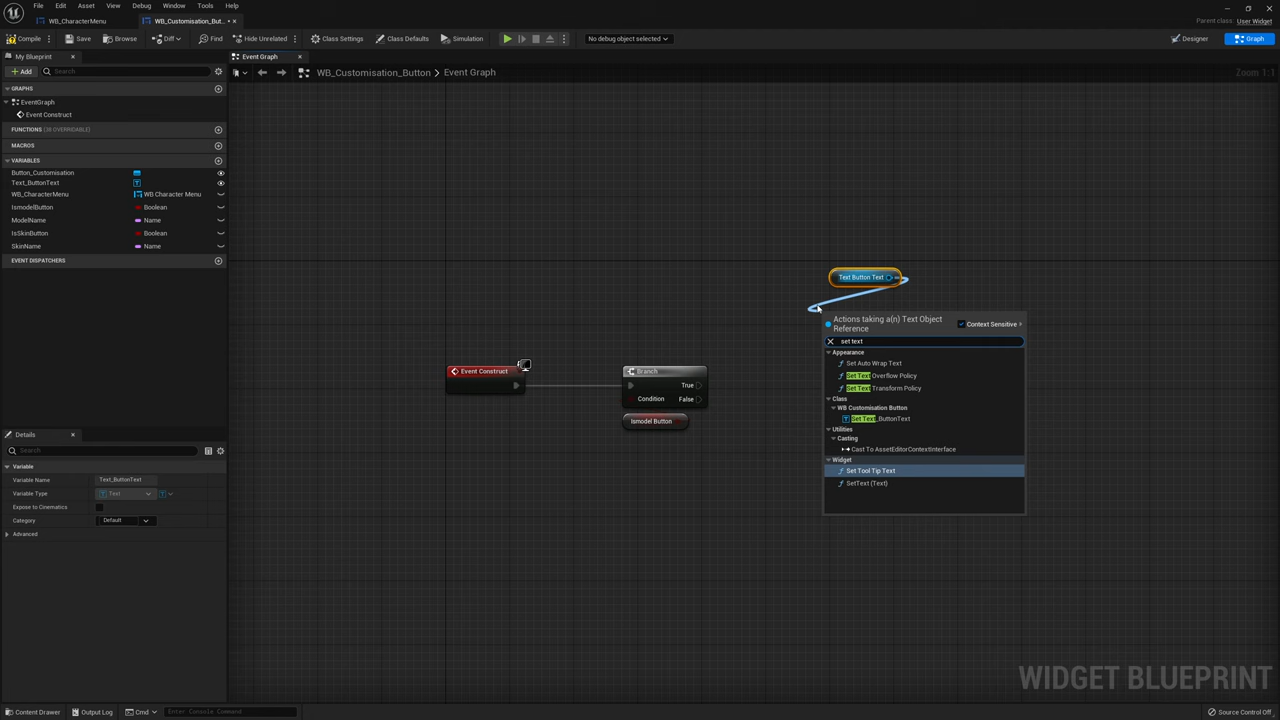 File Edit Asset View Debug Window Tools Help
WB_CharacterMenu
WB_Customisation_But... •
Parent class: User Widget
Compile
Save
Browse
Diff
Find
Hide Unrelated
Class Settings
Class Defaults
Simulation
No debug object selected
Designer
Graph
My Blueprint
Event Graph
Add
Search
WB_Customisation_Button > Event Graph
Zoom 1:1
GRAPHS
EventGraph
Event Construct
FUNCTIONS (38 OVERRIDABLE)
MACROS
VARIABLES
Button_Customisation
Text_ButtonText
WB_CharacterMenu WB Character Menu
IsmodelButton Boolean
ModelName Name
IsSkinButton Boolean
SkinName Name
EVENT DISPATCHERS
Text Button Text
Actions taking a(n) Text Object
Reference
Context Sensitive
set text
Appearance
Set Auto Wrap Text
Set Text Overflow Policy
Set Text Transform Policy
Class
WB Customisation Button
Set Text_ButtonText
Utilities
Casting
Cast To AssetEditorContextInterface
Widget
Set Tool Tip Text
SetText (Text)
Event Construct
Branch
True
Condition False
Ismodel Button
Details
Search
Variable
Variable Name Text_ButtonText
Variable Type Text
Expose to Cinematics
Category Default
Advanced
WIDGET BLUEPRINT
Content Drawer
Output Log
Cmd
Enter Console Command
Source Control Off